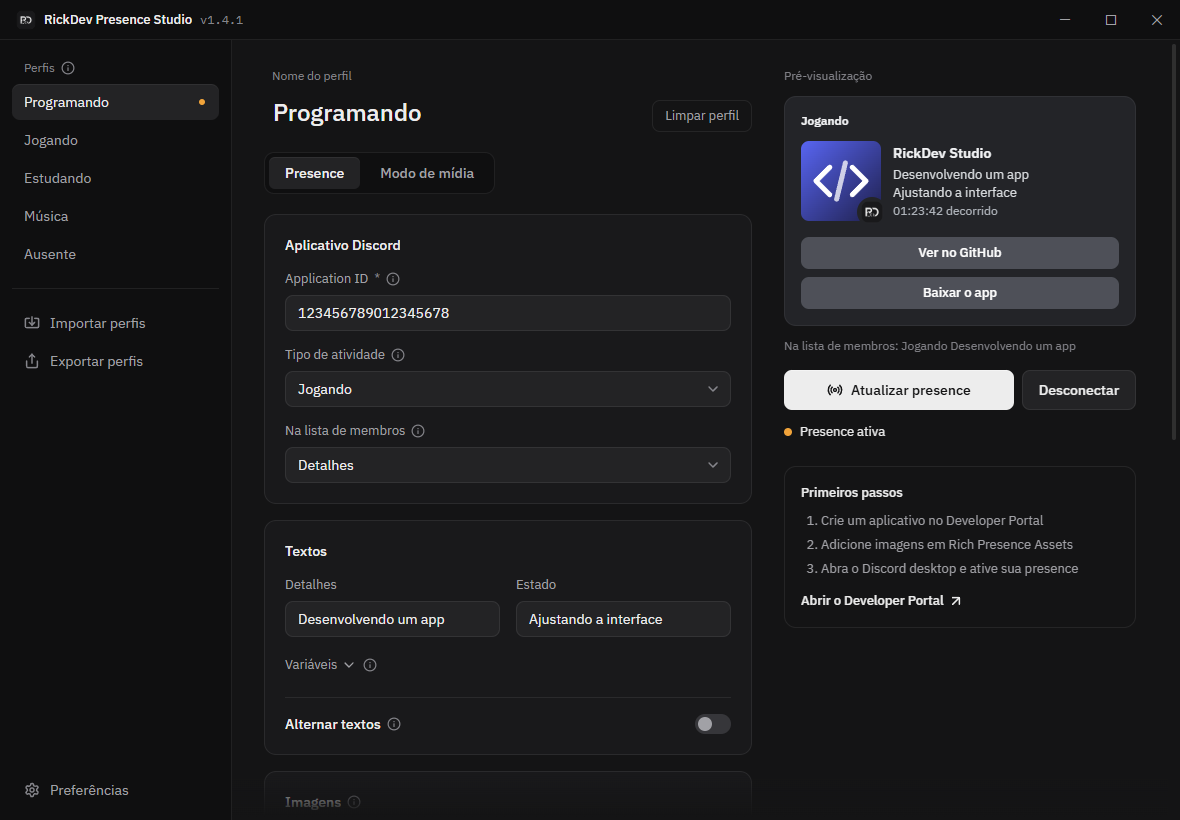 RD RickDev Presence Studio v1.4.1
Perfis
Programando
Jogando
Estudando
Música
Ausente
Importar perfis
Exportar perfis
Preferências
Nome do perfil
Programando
Limpar perfil
Presence Modo de mídia
Aplicativo Discord
Application ID *
123456789012345678
Tipo de atividade
Jogando
Na lista de membros
Detalhes
Textos
Detalhes Estado
Desenvolvendo um app Ajustando a interface
Variáveis
Alternar textos
Imagens
Pré-visualização
Jogando
RickDev Studio
Desenvolvendo um app
Ajustando a interface
01:23:42 decorrido
</> RD
Ver no GitHub
Baixar o app
Na lista de membros: Jogando Desenvolvendo um app
Atualizar presence Desconectar
Presence ativa
Primeiros passos
1. Crie um aplicativo no Developer Portal
2. Adicione imagens em Rich Presence Assets
3. Abra o Discord desktop e ative sua presence
Abrir o Developer Portal